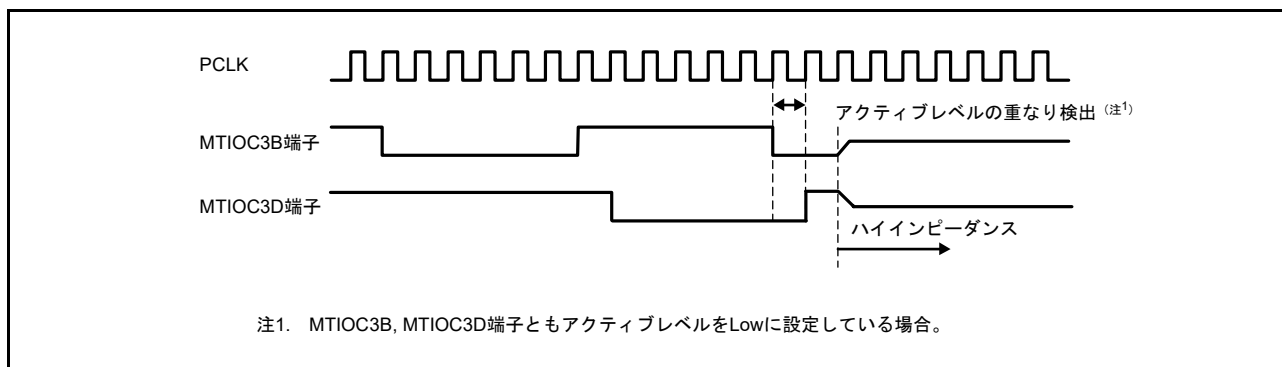 PCLK
アクティブレベルの重なり検出（注1）
MTIOC3B端子
MTIOC3D端子
ハイインピーダンス
注1. MTIOC3B, MTIOC3D端子ともアクティブレベルをLowに設定している場合。